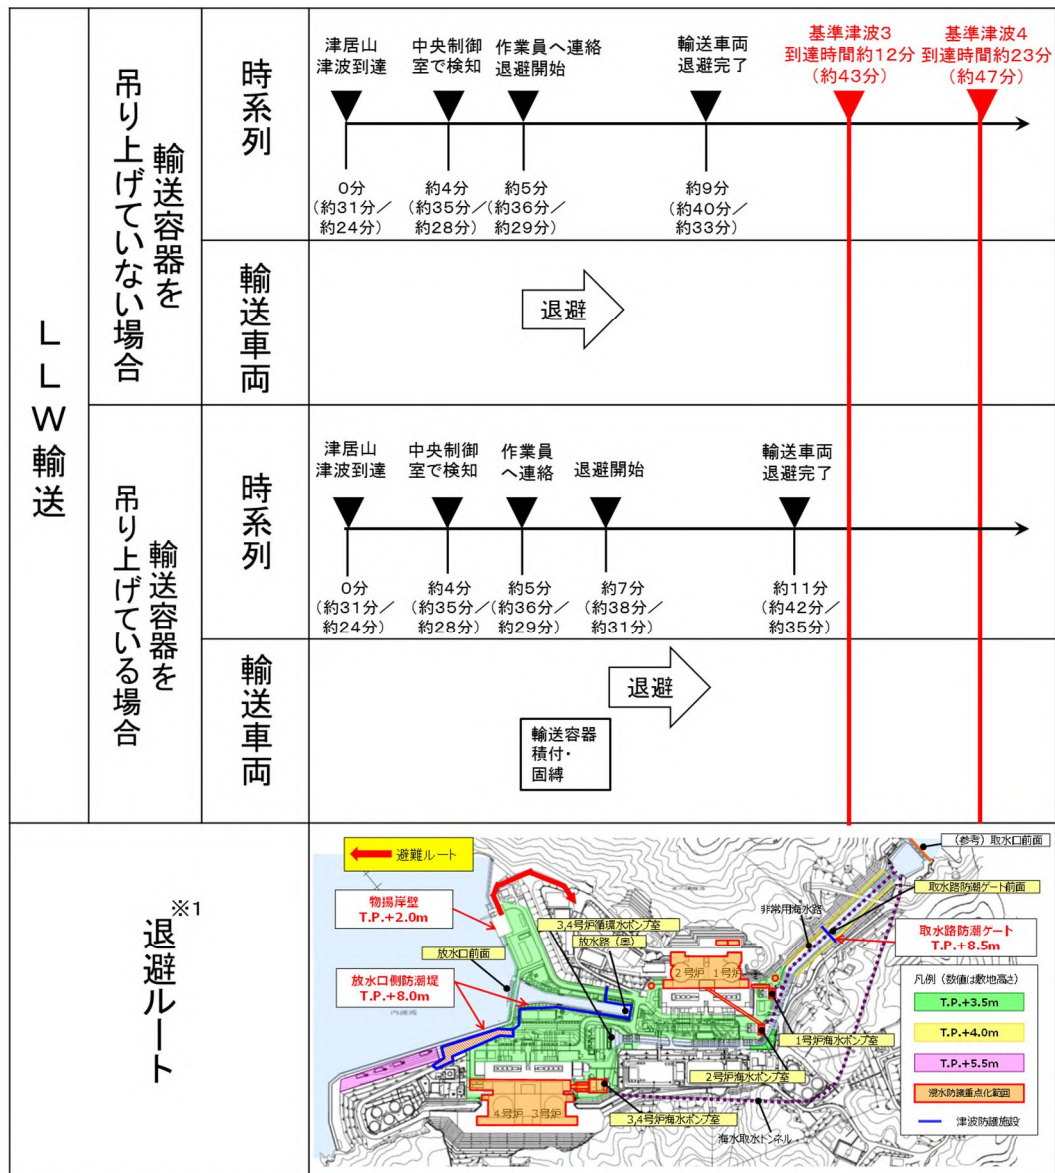 LLW輸送
輸送容器を
吊り上げていない場合
時系列
津居山
津波到達
中央制御
室で検知
作業員へ連絡
退避開始
輸送車両
退避完了
基準津波3
到達時間約12分
(約43分)
基準津波4
到達時間約23分
(約47分)
0分
(約31分/
約24分)
約4分
(約35分/
約28分)
約5分
(約36分/
約29分)
約9分
(約40分/
約33分)
輸送車両
退避
輸送容器を
吊り上げている場合
時系列
津居山
津波到達
中央制御
室で検知
作業員
へ連絡
退避開始
輸送車両
退避完了
0分
(約31分/
約24分)
約4分
(約35分/
約28分)
約5分
(約36分/
約29分)
約7分
(約38分/
約31分)
約11分
(約42分/
約35分)
輸送車両
退避
輸送容器
積付・
固縛
退避ルート※1
避難ルート
(参考)取水口前面
物揚岸壁
T.P.+2.0m
取水路防潮ゲート前面
非常用海水路
3,4号炉循環水ポンプ室
放水路(奥)
取水路防潮ゲート
T.P.+8.5m
放水口前面
2号炉
1号炉
放水口側防潮堤
T.P.+8.0m
凡例(数値は敷地高さ)
T.P.+3.5m
T.P.+4.0m
T.P.+5.5m
浸水防護重点化範囲
津波防護施設
1号炉海水ポンプ室
2号炉海水ポンプ室
4号炉
3号炉
3,4号炉海水ポンプ室
海水取水トンネル